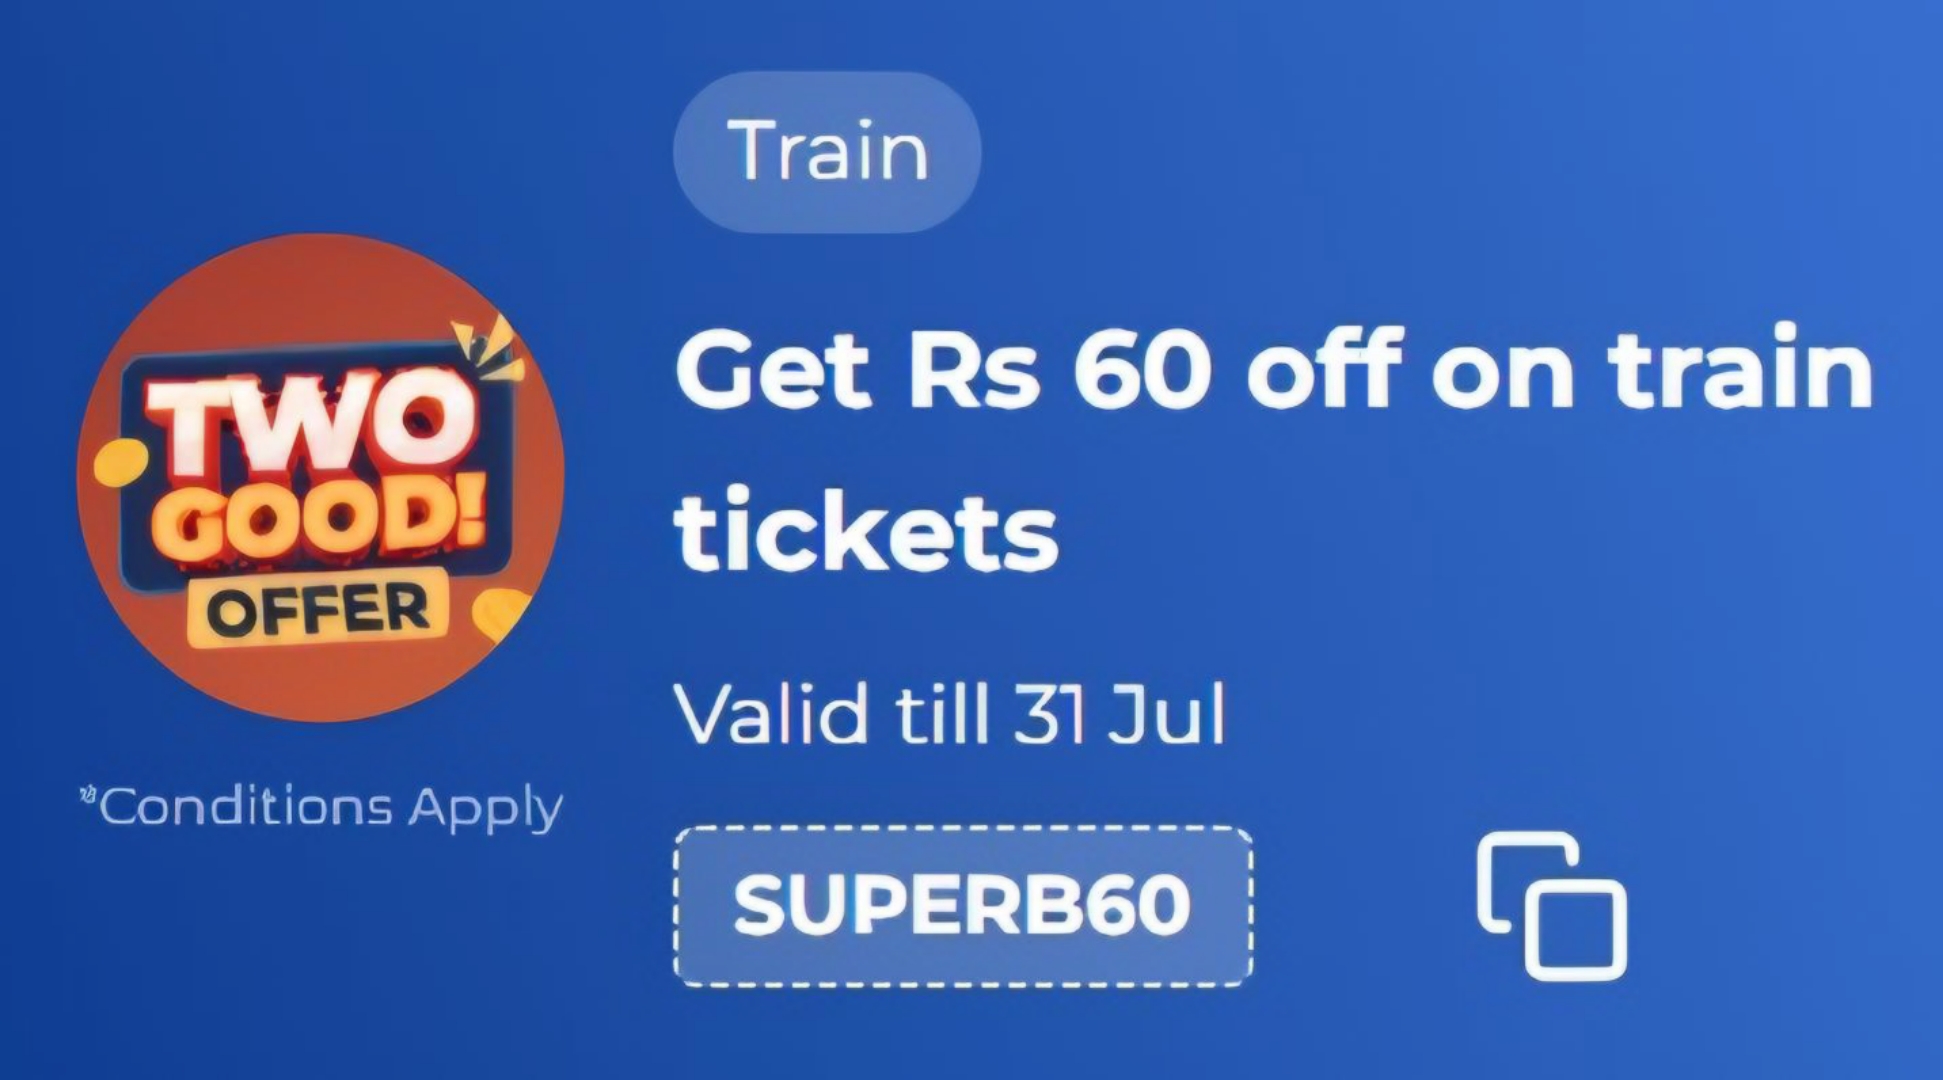 Train
Get Rs 60 off on train
tickets
Valid till 31 Jul
SUPERB60
TWO
GOOD!
OFFER
*Conditions Apply